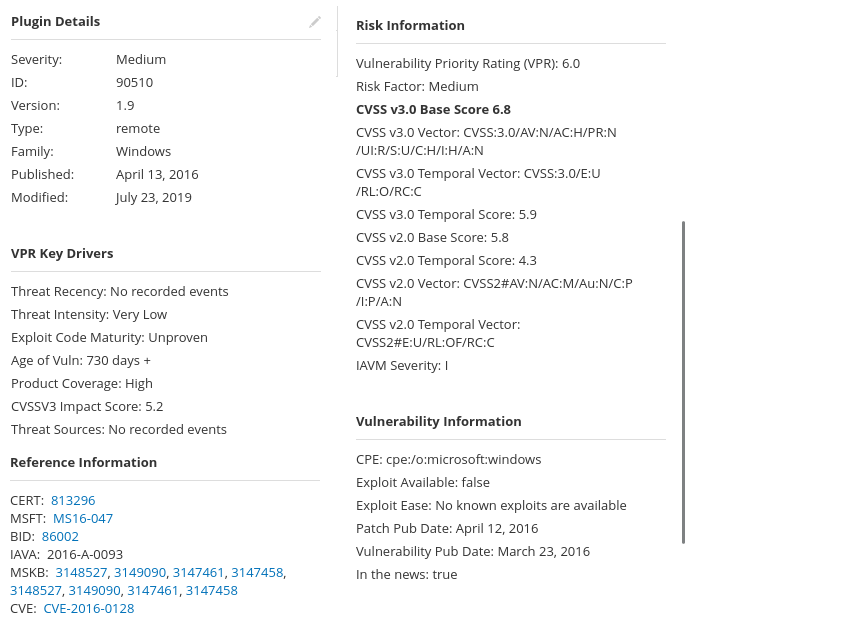 Plugin Details
Severity: Medium
ID: 90510
Version: 1.9
Type: remote
Family: Windows
Published: April 13, 2016
Modified: July 23, 2019
VPR Key Drivers
Threat Recency: No recorded events
Threat Intensity: Very Low
Exploit Code Maturity: Unproven
Age of Vuln: 730 days +
Product Coverage: High
CVSSV3 Impact Score: 5.2
Threat Sources: No recorded events
Reference Information
CERT: 813296
MSFT: MS16-047
BID: 86002
IAVA: 2016-A-0093
MSKB: 3148527, 3149090, 3147461, 3147458,
3148527, 3149090, 3147461, 3147458
CVE: CVE-2016-0128
Risk Information
Vulnerability Priority Rating (VPR): 6.0
Risk Factor: Medium
CVSS v3.0 Base Score 6.8
CVSS v3.0 Vector: CVSS:3.0/AV:N/AC:H/PR:N
/UI:R/S:U/C:H/I:H/A:N
CVSS v3.0 Temporal Vector: CVSS:3.0/E:U
/RL:O/RC:C
CVSS v3.0 Temporal Score: 5.9
CVSS v2.0 Base Score: 5.8
CVSS v2.0 Temporal Score: 4.3
CVSS v2.0 Vector: CVSS2#AV:N/AC:M/Au:N/C:P
/I:P/A:N
CVSS v2.0 Temporal Vector:
CVSS2#E:U/RL:OF/RC:C
IAVM Severity: I
Vulnerability Information
CPE: cpe:/o:microsoft:windows
Exploit Available: false
Exploit Ease: No known exploits are available
Patch Pub Date: April 12, 2016
Vulnerability Pub Date: March 23, 2016
In the news: true